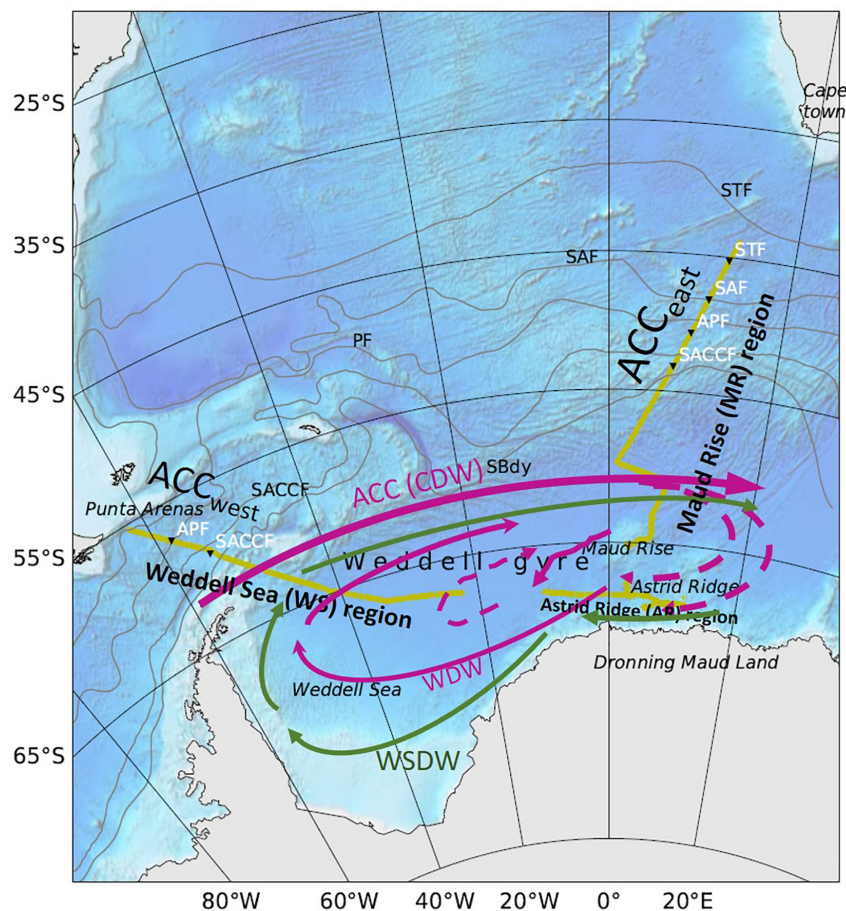 Cape
town
25°S
STF
35°S
STF
SAF
SAF
ACCeast
APF
PF
SACCF
Maud Rise (MR) region
45°S
SBdy
ACC (CDW)
ACCwest
SACCF
Punta Arenas
APF
SACCF
Weddell gyre
Maud Rise
55°S
Weddell Sea (WS) region
Astrid Ridge
Astrid Ridge (AR) region
Dronning Maud Land
WDW
Weddell Sea
65°S
WSDW
80°W
60°W
40°W
20°W
0°
20°E